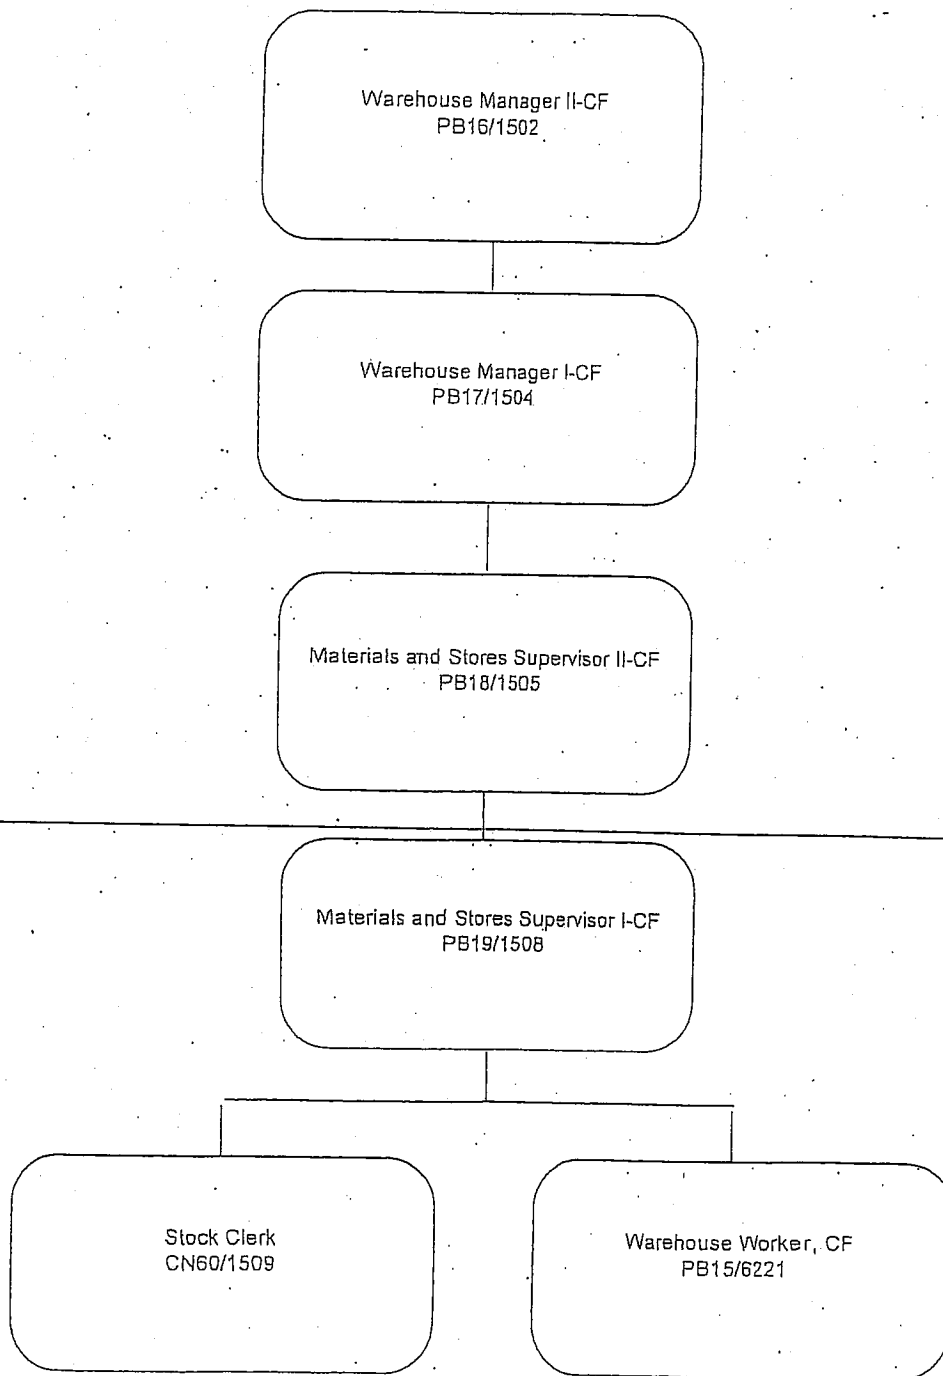 Warehouse Manager II-CF
PB16/1502
Warehouse Manager I-CF
PB17/1504
Materials and Stores Supervisor II-CF
PB18/1505
Materials and Stores Supervisor I-CF
PB19/1508
Stock Clerk
CN60/1509
Warehouse Worker, CF
PB15/6221